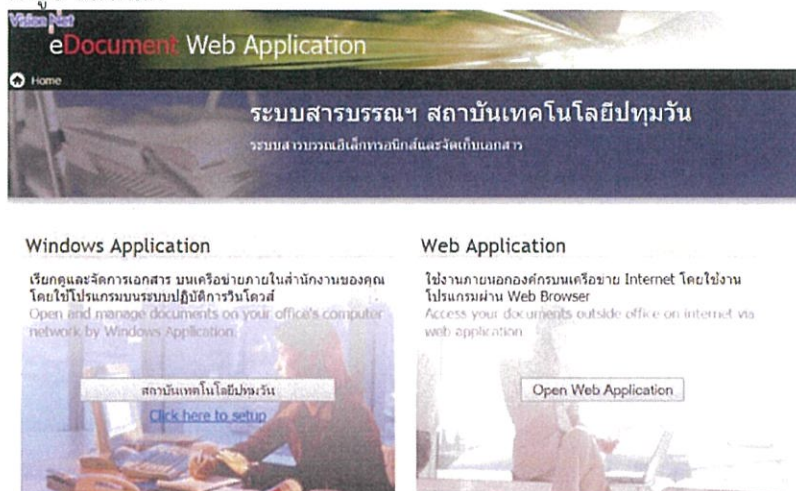 Vision Net
eDocument Web Application
Home
ระบบสารบรรณฯ สถาบันเทคโนโลยีปทุมวัน
ระบบสารบรรณอิเล็กทรอนิกส์และจัดเก็บเอกสาร
Windows Application
เรียกดูและจัดการเอกสาร บนเครือข่ายภายในสำนักงานของคุณ
โดยใช้โปรแกรมบนระบบปฏิบัติการวินโดวส์
Open and manage documents on your office's computer
network by Windows Application.
สถาบันเทคโนโลยีปทุมวัน
Click here to setup
Web Application
ใช้งานภายนอกองค์กรบนเครือข่าย Internet โดยใช้งาน
โปรแกรมผ่าน Web Browser
Access your documents outside office on internet via
web application.
Open Web Application